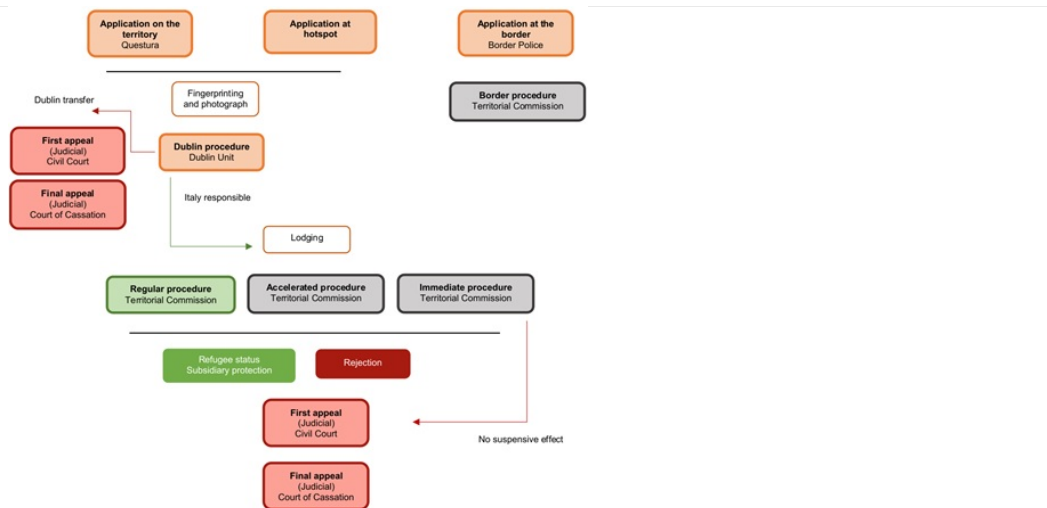 Application on the
territory
Questura
Application at
hotspot
Application at the
border
Border Police
Fingerprinting
and photograph
Border procedure
Territorial Commission
Dublin transfer
First appeal
(Judicial)
Civil Court
Dublin procedure
Dublin Unit
Final appeal
(Judicial)
Court of Cassation
Italy responsible
Lodging
Regular procedure
Territorial Commission
Accelerated procedure
Territorial Commission
Immediate procedure
Territorial Commission
Refugee status
Subsidiary protection
Rejection
First appeal
(Judicial)
Civil Court
No suspensive effect
Final appeal
(Judicial)
Court of Cassation